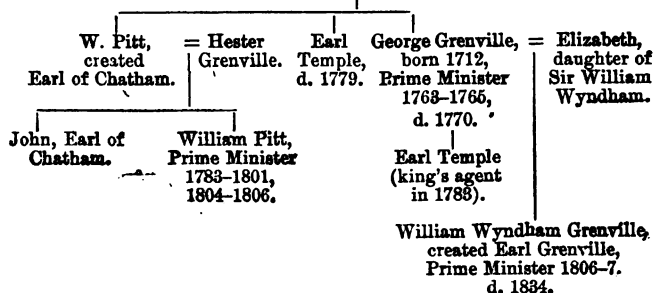 W. Pitt,
created
Earl of Chatham.
= Hester
Grenville.
Earl
Temple,
d. 1779.
George Grenville,
born 1712,
Prime Minister
1763–1765,
d. 1770.
= Elizabeth,
daughter of
Sir William
Wyndham.
John, Earl of
Chatham.
William Pitt,
Prime Minister
1783–1801,
1804–1806.
Earl Temple
(king's agent
in 1783).
William Wyndham Grenville,
created Earl Grenville,
Prime Minister 1806–7.
d. 1834.